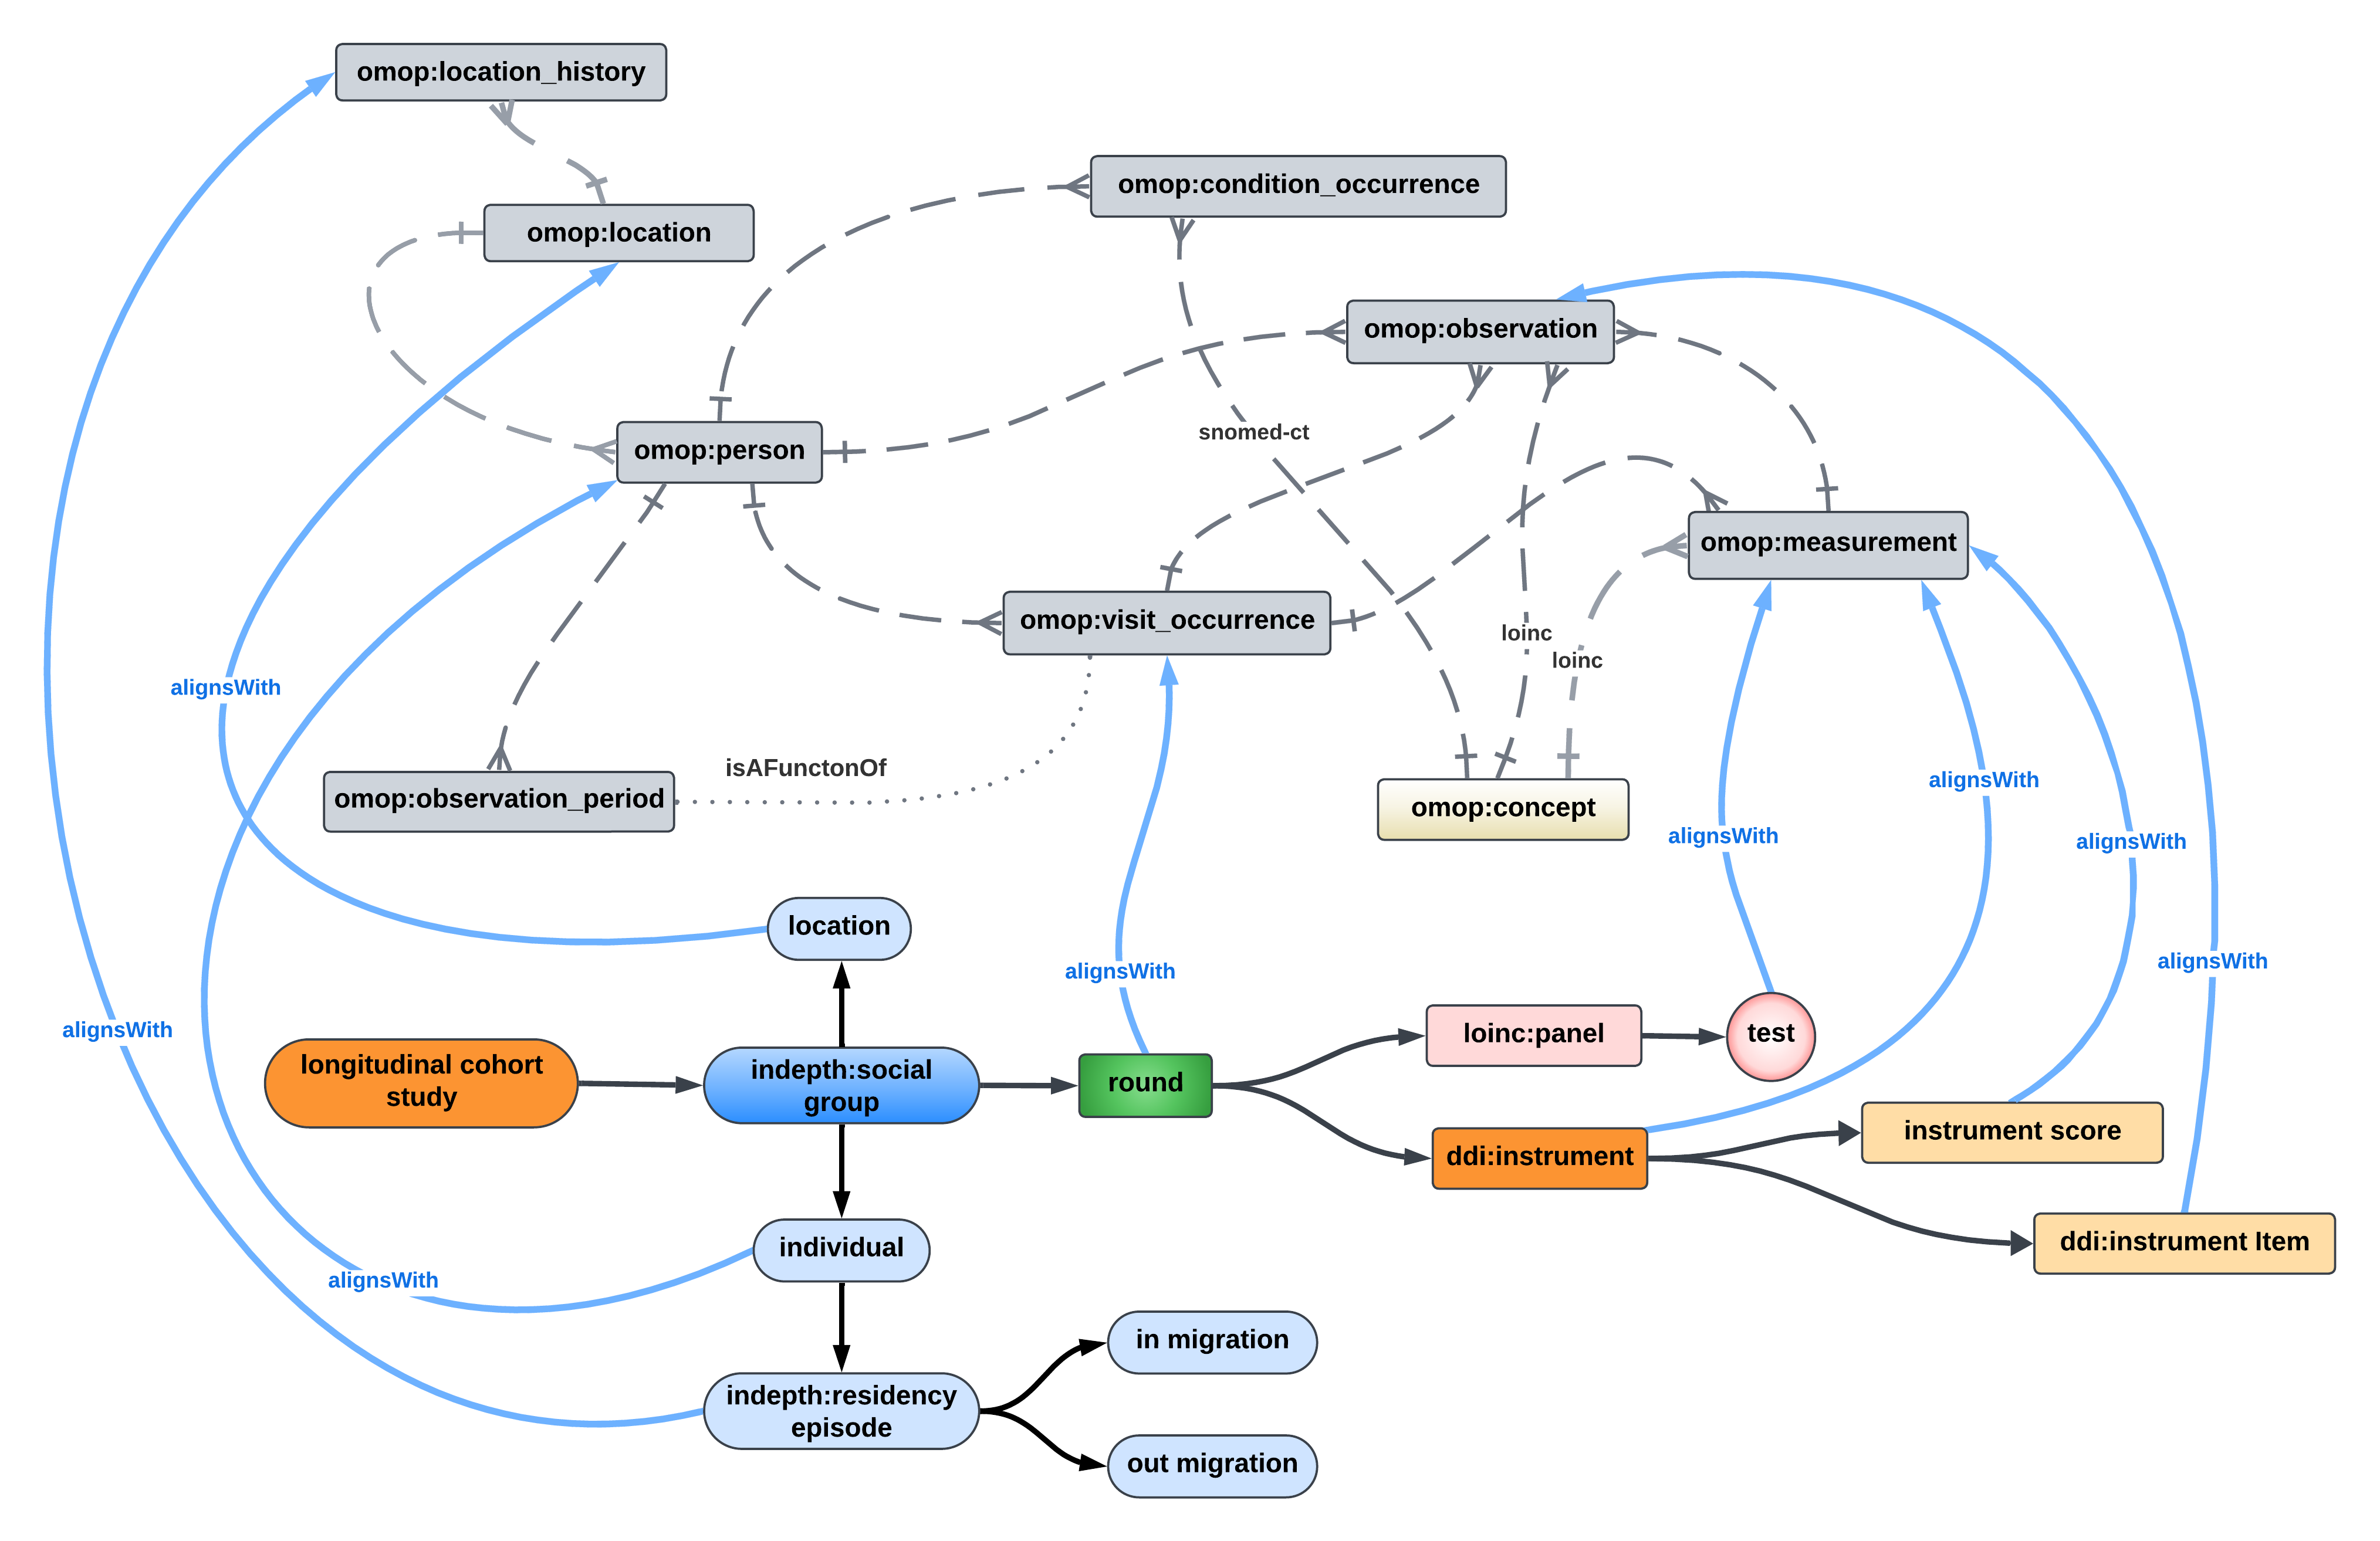 omop:location_history
omop:condition_occurrence
omop:location
omop:observation
snomed-ct
omop:person
omop:measurement
omop:visit_occurrence
loinc
loinc
alignsWith
isAFunctonOf
alignsWith
omop:observation_period
omop:concept
alignsWith
alignsWith
location
alignsWith
alignsWith
alignsWith
loinc:panel
test
longitudinal cohort
study
indepth:social
group
round
instrument score
ddi:instrument
ddi:instrument Item
individual
alignsWith
in migration
indepth:residency
episode
out migration